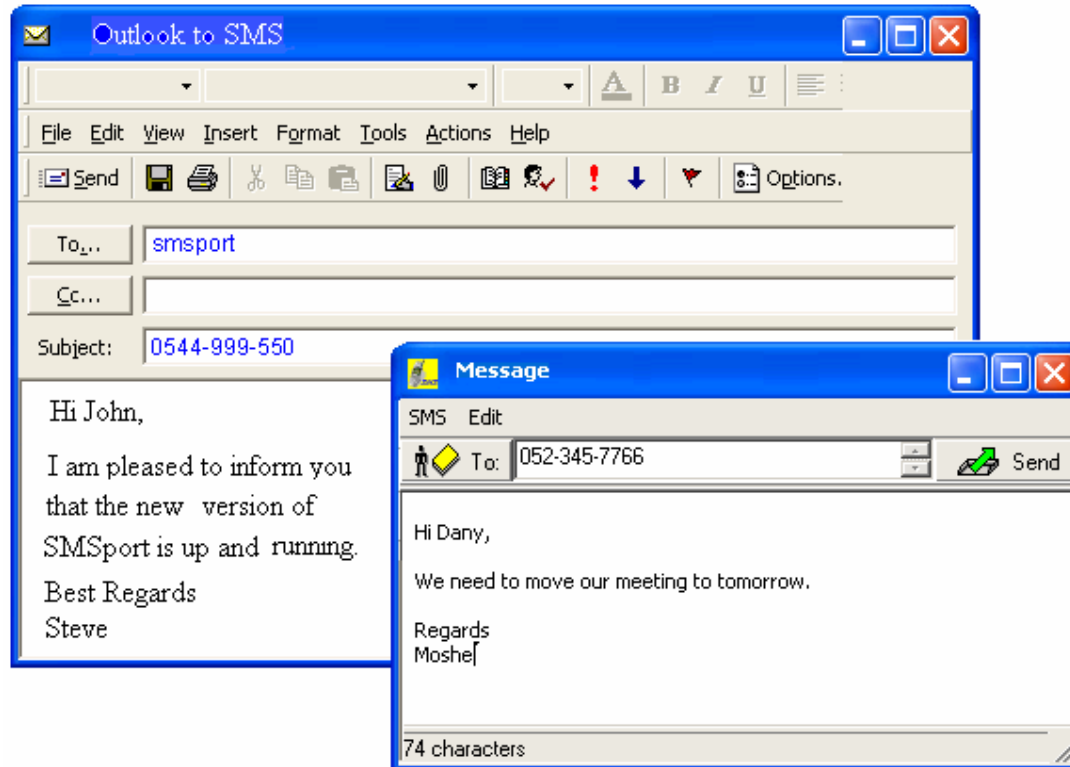 Outlook to SMS
A B I U
File Edit View Insert Format Tools Actions Help
Send Options.
To... smsport
Cc...
Subject: 0544-999-550
Hi John,
I am pleased to inform you
that the new version of
SMSport is up and running.
Best Regards
Steve
Message
SMS Edit
To: 052-345-7766 Send
Hi Dany,
We need to move our meeting to tomorrow.
Regards
Moshe
74 characters